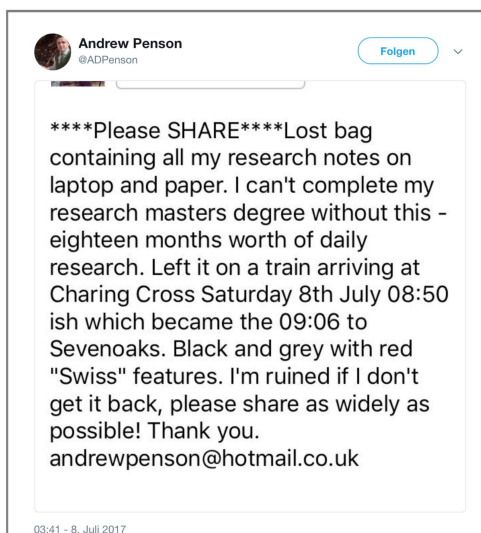 Andrew Penson
@ADPenson
Folgen
****Please SHARE****Lost bag
containing all my research notes on
laptop and paper. I can't complete my
research masters degree without this -
eighteen months worth of daily
research. Left it on a train arriving at
Charing Cross Saturday 8th July 08:50
ish which became the 09:06 to
Sevenoaks. Black and grey with red
"Swiss" features. I'm ruined if I don't
get it back, please share as widely as
possible! Thank you.
andrewpenson@hotmail.co.uk
03:41 - 8. Juli 2017